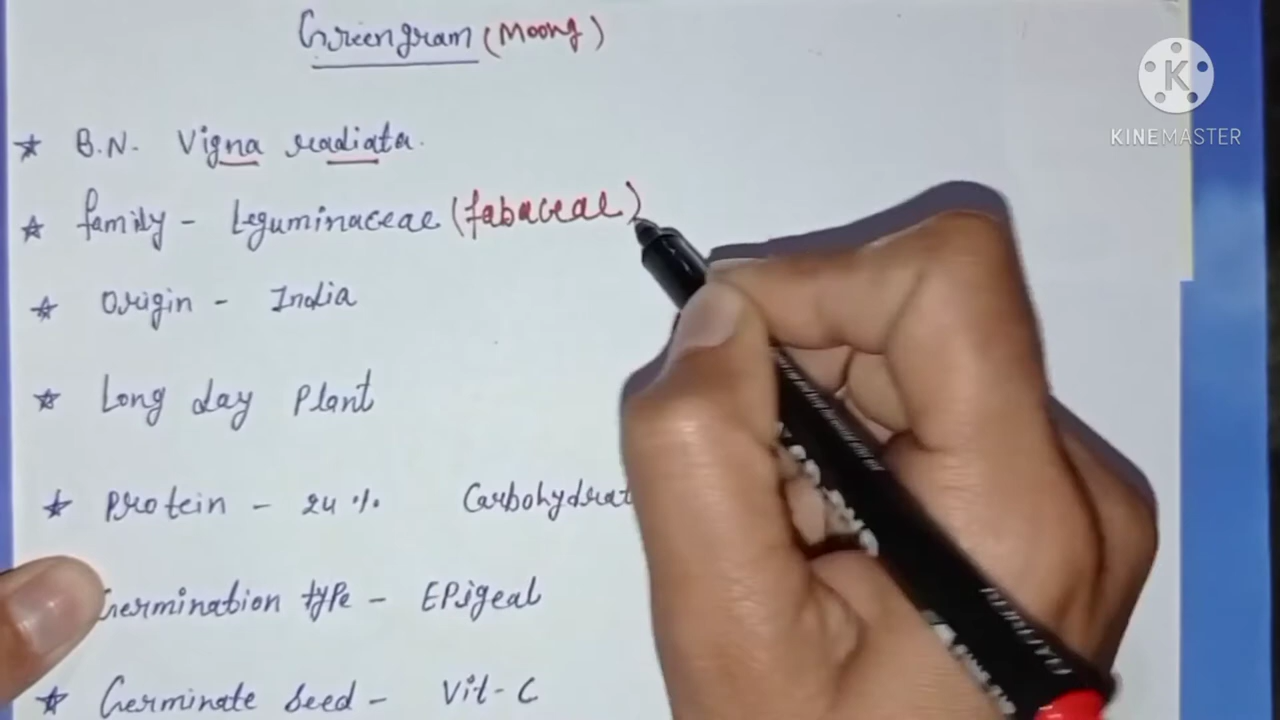 Greengram (Moong)
KINEMASTER
★ B.N. Vigna radiata.
★ family - Leguminaceae (fabaceae)
★ Origin - India
★ Long day Plant
★ Protein - 24% Carbohydrat
Germination type - EPigeal
★ Germinate Seed - Vit-C